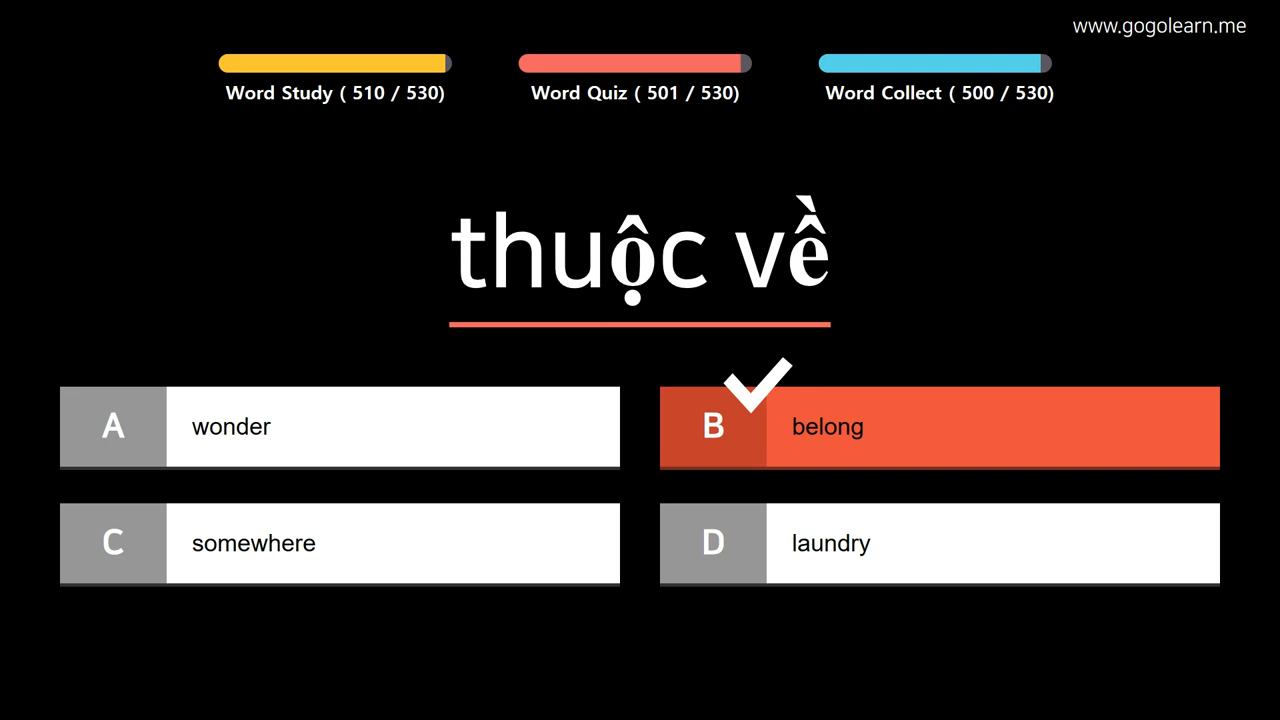 www.gogolearn.me
Word Study ( 510 / 530)
Word Quiz ( 501 / 530)
Word Collect ( 500 / 530)
thuộc về
A wonder
B belong
C somewhere
D laundry